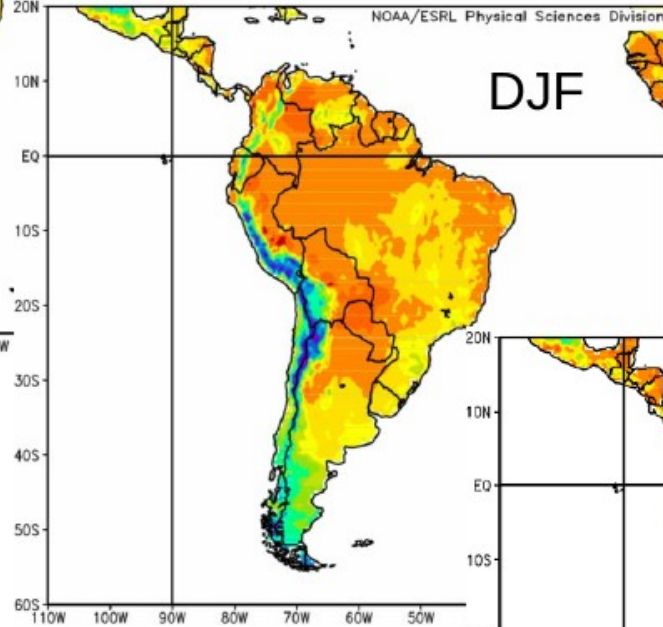 20N
NOAA/ESRL Physical Sciences Division
DJF
10N
EQ
10S
20S
30S
40S
50S
60S
110W 100W 90W 80W 70W 60W 50W
W
20N
10N
EQ
10S